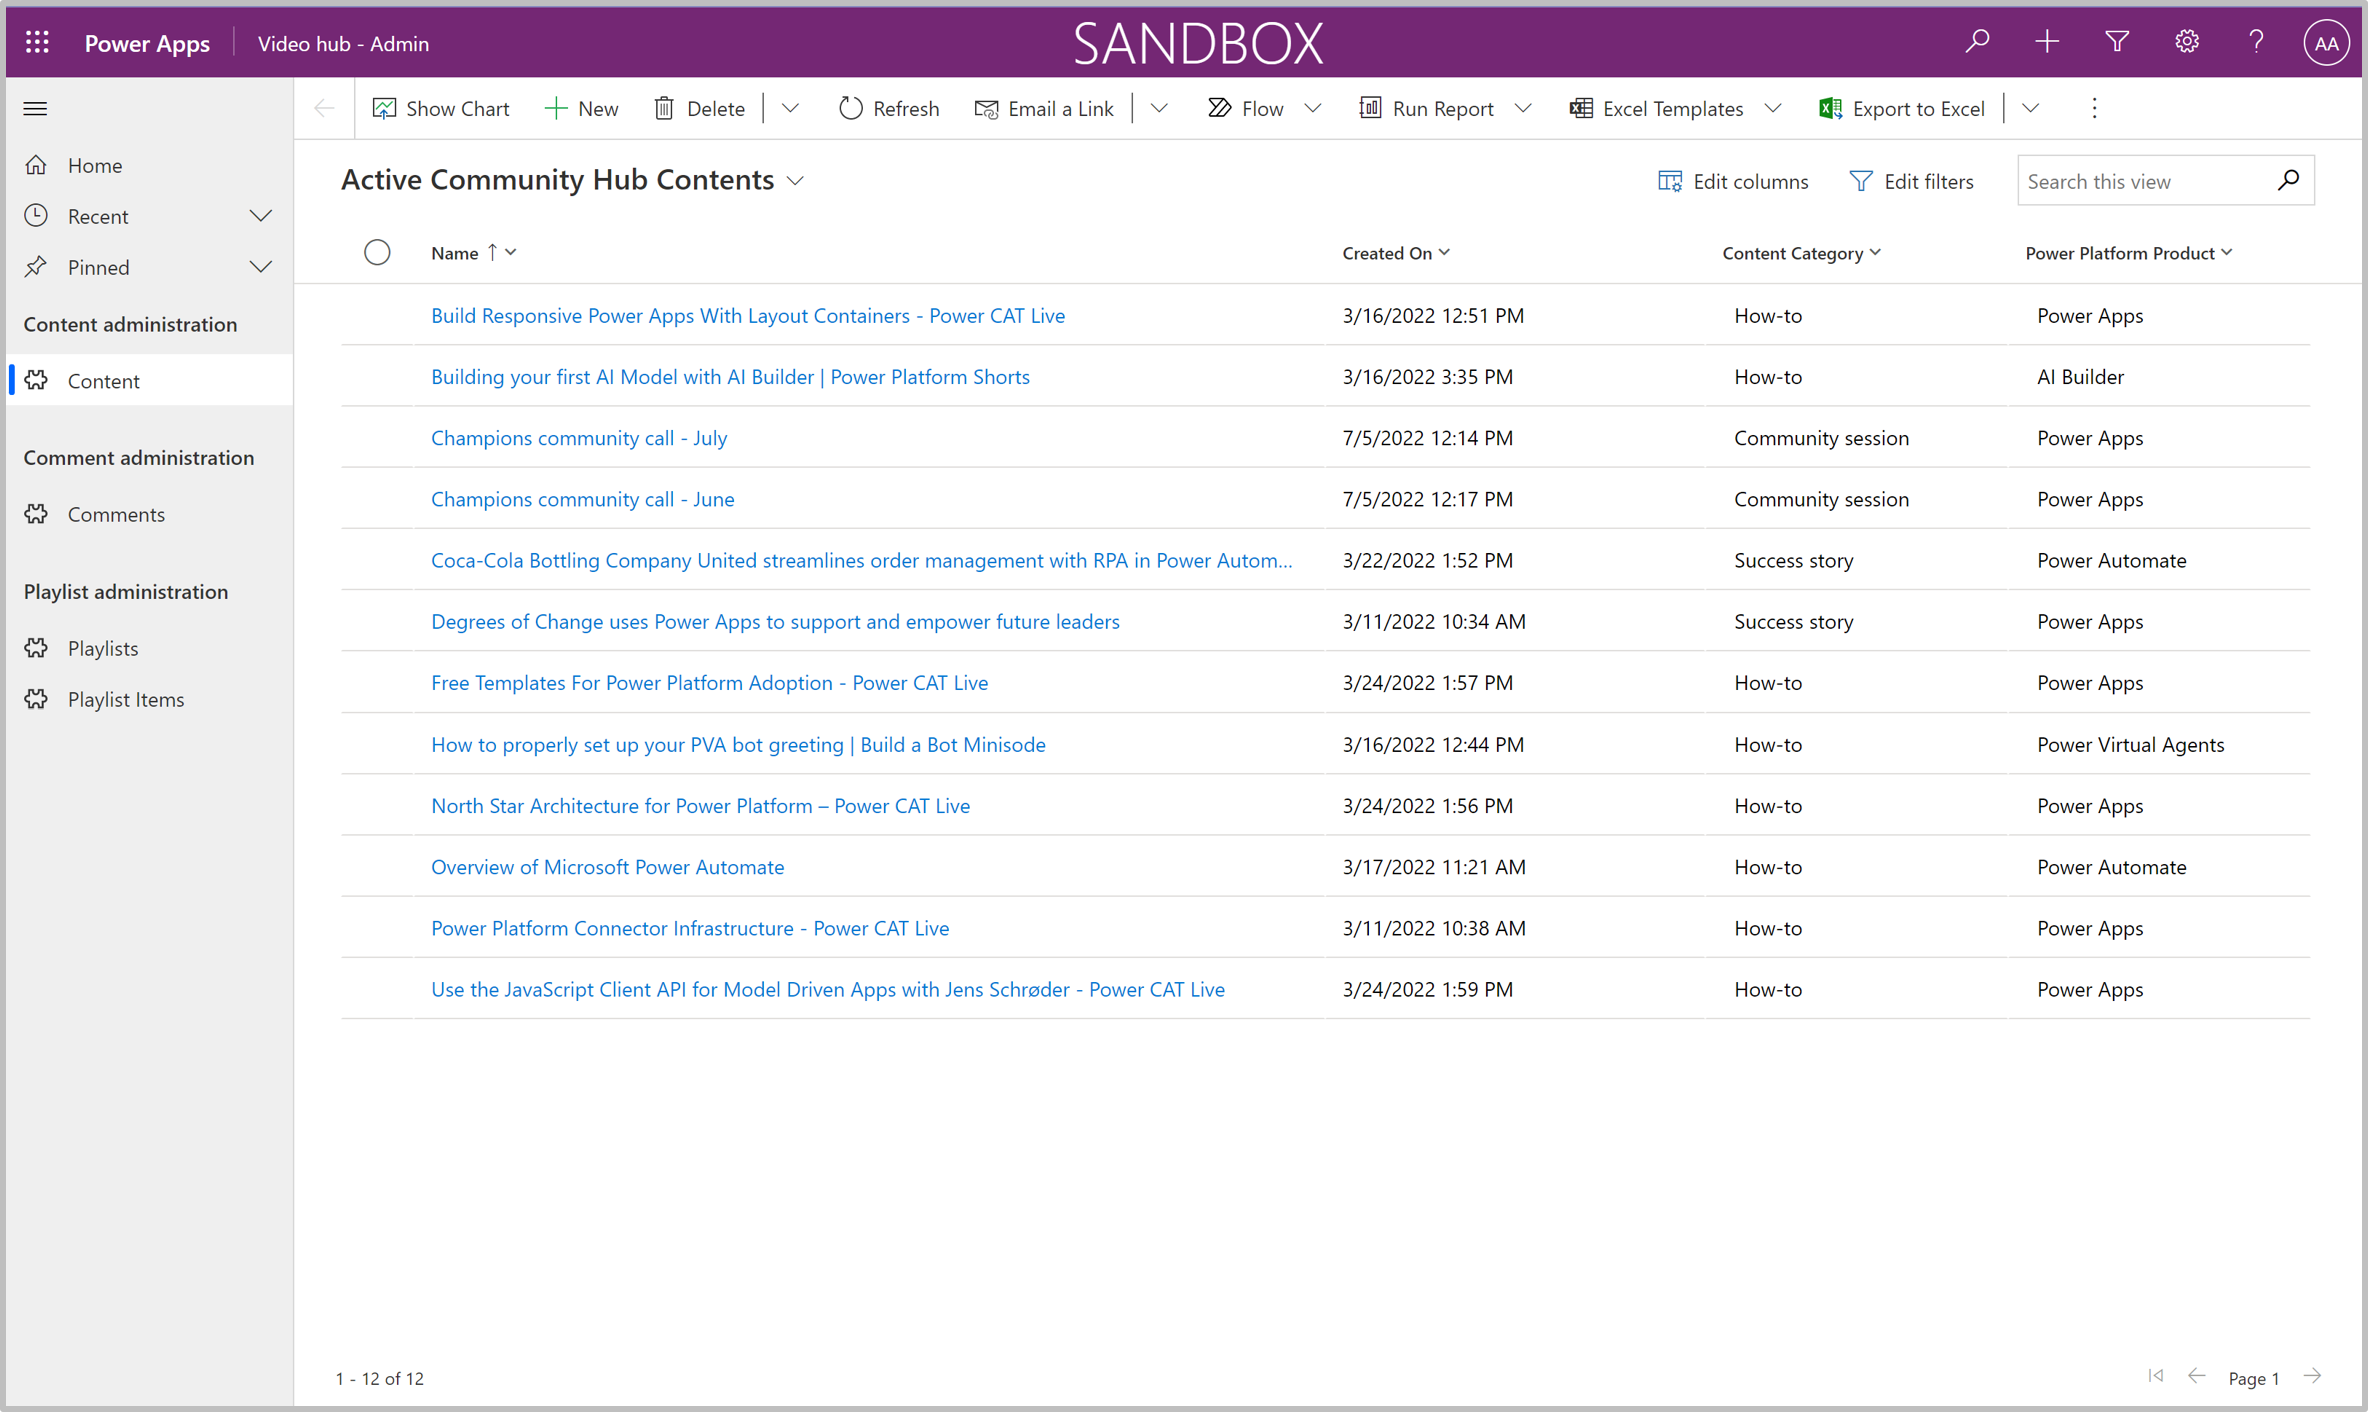 Power Apps Video hub - Admin SANDBOX ? AA
Show Chart New Delete Refresh Email a Link Flow Run Report Excel Templates Export to Excel
Home
Recent
Pinned
Content administration
Content
Comment administration
Comments
Playlist administration
Playlists
Playlist Items
Active Community Hub Contents Edit columns Edit filters Search this view
Name Created On Content Category Power Platform Product
Build Responsive Power Apps With Layout Containers - Power CAT Live 3/16/2022 12:51 PM How-to Power Apps
Building your first AI Model with AI Builder | Power Platform Shorts 3/16/2022 3:35 PM How-to AI Builder
Champions community call - July 7/5/2022 12:14 PM Community session Power Apps
Champions community call - June 7/5/2022 12:17 PM Community session Power Apps
Coca-Cola Bottling Company United streamlines order management with RPA in Power Autom... 3/22/2022 1:52 PM Success story Power Automate
Degrees of Change uses Power Apps to support and empower future leaders 3/11/2022 10:34 AM Success story Power Apps
Free Templates For Power Platform Adoption - Power CAT Live 3/24/2022 1:57 PM How-to Power Apps
How to properly set up your PVA bot greeting | Build a Bot Minisode 3/16/2022 12:44 PM How-to Power Virtual Agents
North Star Architecture for Power Platform – Power CAT Live 3/24/2022 1:56 PM How-to Power Apps
Overview of Microsoft Power Automate 3/17/2022 11:21 AM How-to Power Automate
Power Platform Connector Infrastructure - Power CAT Live 3/11/2022 10:38 AM How-to Power Apps
Use the JavaScript Client API for Model Driven Apps with Jens Schrøder - Power CAT Live 3/24/2022 1:59 PM How-to Power Apps
1 - 12 of 12 Page 1